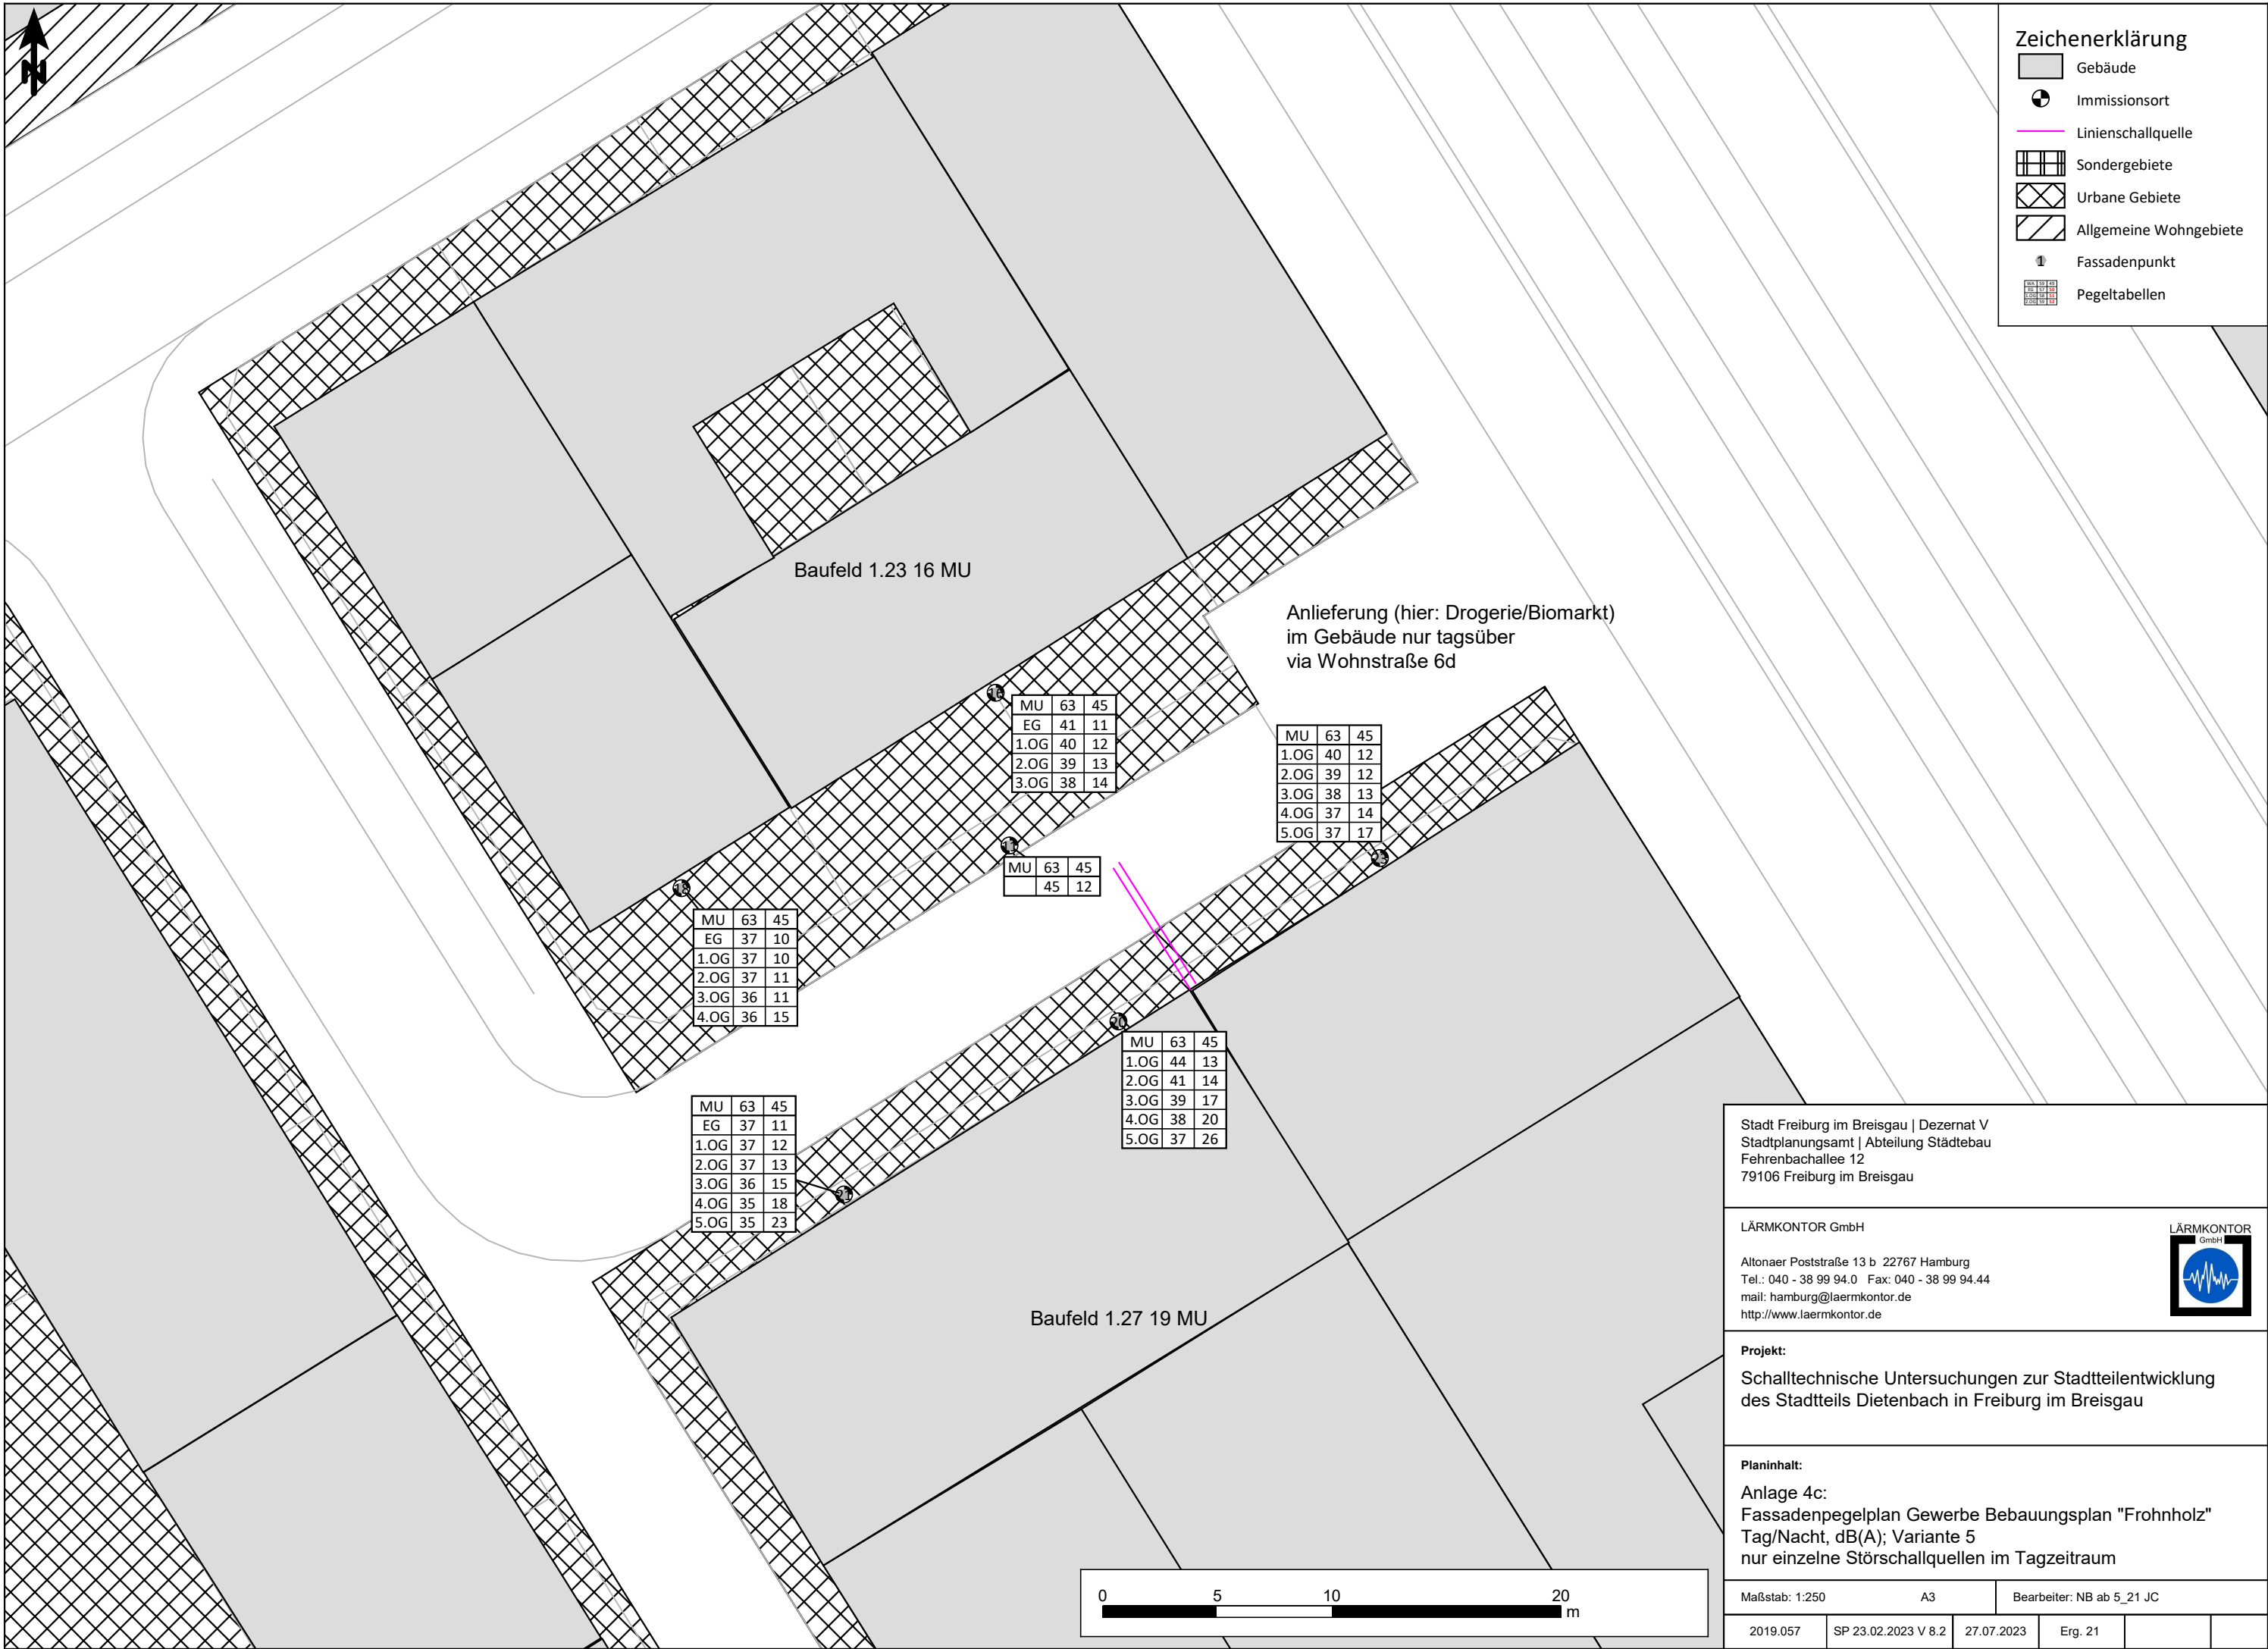 N
Zeichenerklärung
Gebäude
Immissionsort
Linienschallquelle
Sondergebiete
Urbane Gebiete
Allgemeine Wohngebiete
1 Fassadenpunkt
Pegeltabellen
Baufeld 1.23 16 MU
Anlieferung (hier: Drogerie/Biomarkt)
im Gebäude nur tagsüber
via Wohnstraße 6d
16
MU 63 45
EG 41 11
1.OG 40 12
2.OG 39 13
3.OG 38 14
MU 63 45
1.OG 40 12
2.OG 39 12
3.OG 38 13
4.OG 37 14
5.OG 37 17
23
MU 63 45
45 12
18
MU 63 45
EG 37 10
1.OG 37 10
2.OG 37 11
3.OG 36 11
4.OG 36 15
20
MU 63 45
1.OG 44 13
2.OG 41 14
3.OG 39 17
4.OG 38 20
5.OG 37 26
MU 63 45
EG 37 11
1.OG 37 12
2.OG 37 13
3.OG 36 15
4.OG 35 18
5.OG 35 23
21
Baufeld 1.27 19 MU
0 5 10 20
m
Stadt Freiburg im Breisgau | Dezernat V
Stadtplanungsamt | Abteilung Städtebau
Fehrenbachallee 12
79106 Freiburg im Breisgau
LÄRMKONTOR GmbH
Altonaer Poststraße 13 b 22767 Hamburg
Tel.: 040 - 38 99 94.0 Fax: 040 - 38 99 94.44
mail: hamburg@laermkontor.de
http://www.laermkontor.de
LÄRMKONTOR
GmbH
Projekt:
Schalltechnische Untersuchungen zur Stadtteilentwicklung
des Stadtteils Dietenbach in Freiburg im Breisgau
Planinhalt:
Anlage 4c:
Fassadenpegelplan Gewerbe Bebauungsplan "Frohnholz"
Tag/Nacht, dB(A); Variante 5
nur einzelne Störschallquellen im Tagzeitraum
Maßstab: 1:250 A3 Bearbeiter: NB ab 5_21 JC
2019.057 SP 23.02.2023 V 8.2 27.07.2023 Erg. 21